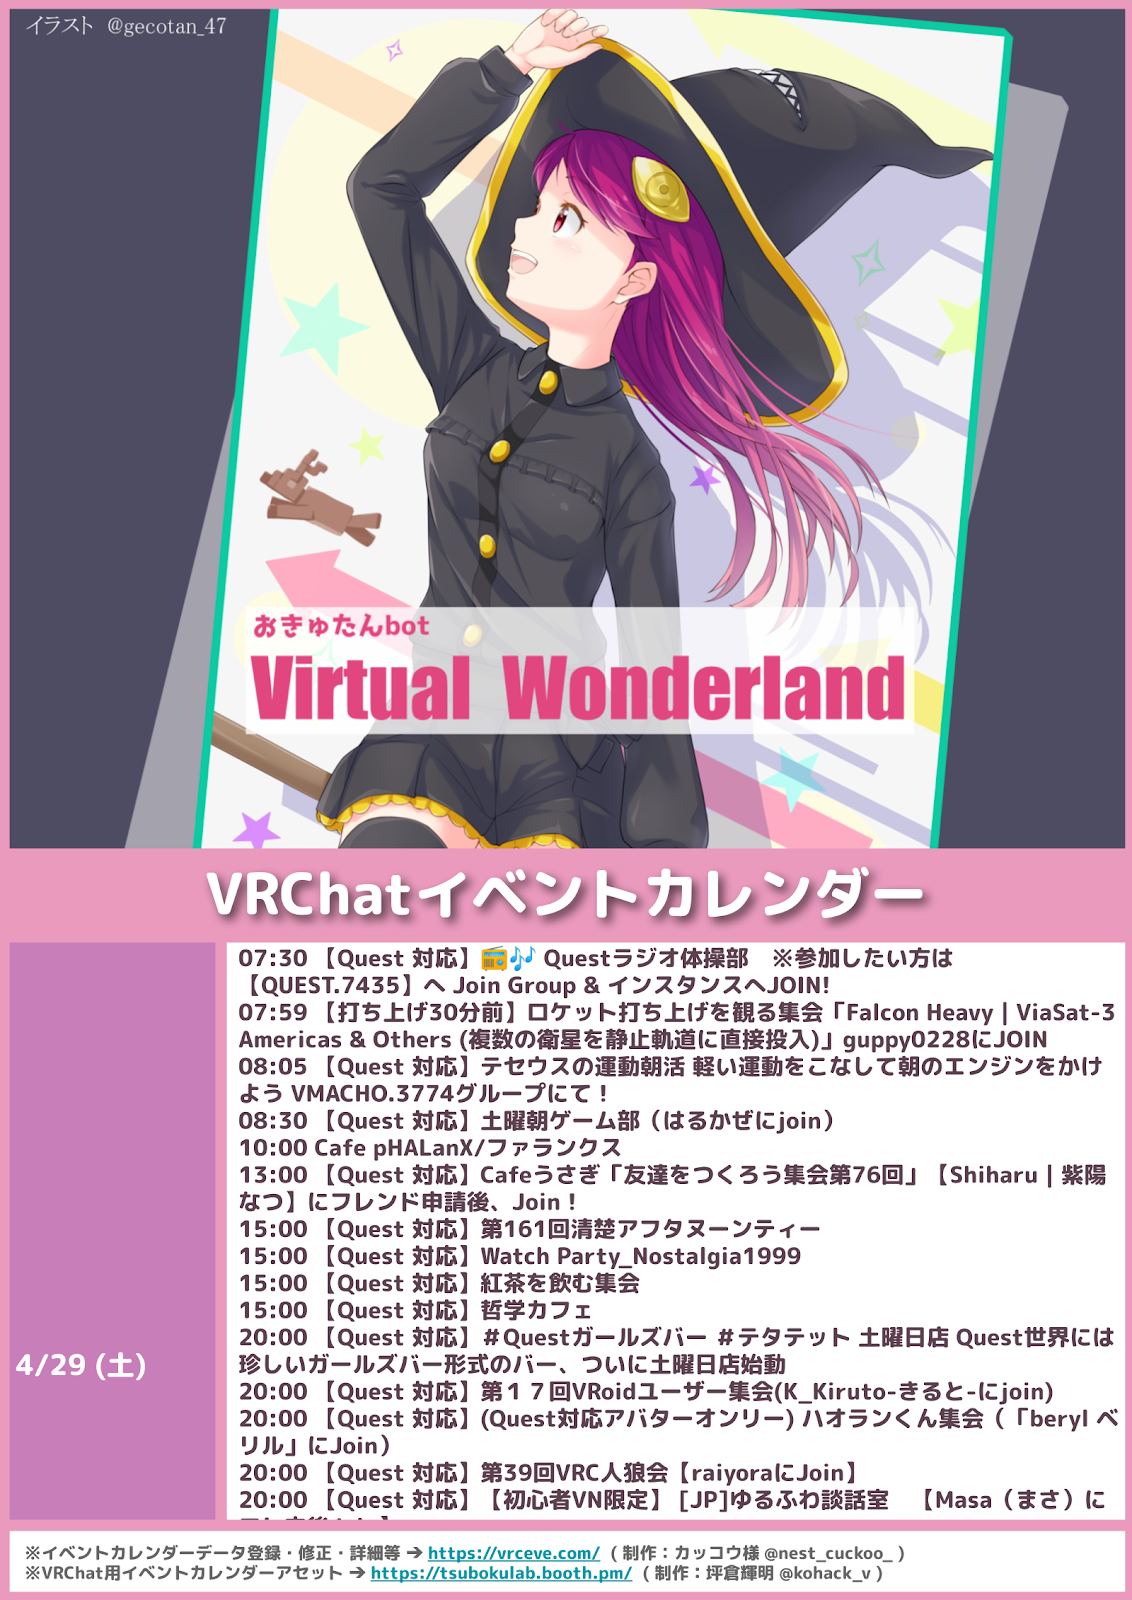 イラスト @gecotan_47
おきゅたんbot
Virtual Wonderland
VRChatイベントカレンダー
4/29 (土)
07:30 【Quest 対応】📻🎶 Questラジオ体操部　※参加したい方は
【QUEST.7435】へ Join Group & インスタンスへJOIN!
07:59 【打ち上げ30分前】ロケット打ち上げを観る集会「Falcon Heavy | ViaSat-3
Americas & Others (複数の衛星を静止軌道に直接投入)」guppy0228にJOIN
08:05 【Quest 対応】テセウスの運動朝活 軽い運動をこなして朝のエンジンをかけ
よう VMACHO.3774グループにて！
08:30 【Quest 対応】土曜朝ゲーム部（はるかぜにjoin）
10:00 Cafe pHALanX/ファランクス
13:00 【Quest 対応】Cafeうさぎ「友達をつくろう集会第76回」【Shiharu | 紫陽
なつ】にフレンド申請後、Join！
15:00 【Quest 対応】第161回清楚アフタヌーンティー
15:00 【Quest 対応】Watch Party_Nostalgia1999
15:00 【Quest 対応】紅茶を飲む集会
15:00 【Quest 対応】哲学カフェ
20:00 【Quest 対応】＃Questガールズバー ＃テタテット 土曜日店 Quest世界には
珍しいガールズバー形式のバー、ついに土曜日店始動
20:00 【Quest 対応】第１７回VRoidユーザー集会(K_Kiruto-きると-にjoin)
20:00 【Quest 対応】(Quest対応アバターオンリー) ハオランくん集会（「beryl ベ
リル」にJoin）
20:00 【Quest 対応】第39回VRC人狼会【raiyoraにJoin】
20:00 【Quest 対応】【初心者VN限定】 [JP]ゆるふわ談話室　【Masa（まさ）に
※イベントカレンダーデータ登録・修正・詳細等 ➔ https://vrceve.com/ ( 制作：カッコウ様 @nest_cuckoo_ )
※VRChat用イベントカレンダーアセット ➔ https://tsubokulab.booth.pm/ ( 制作：坪倉輝明 @kohack_v )